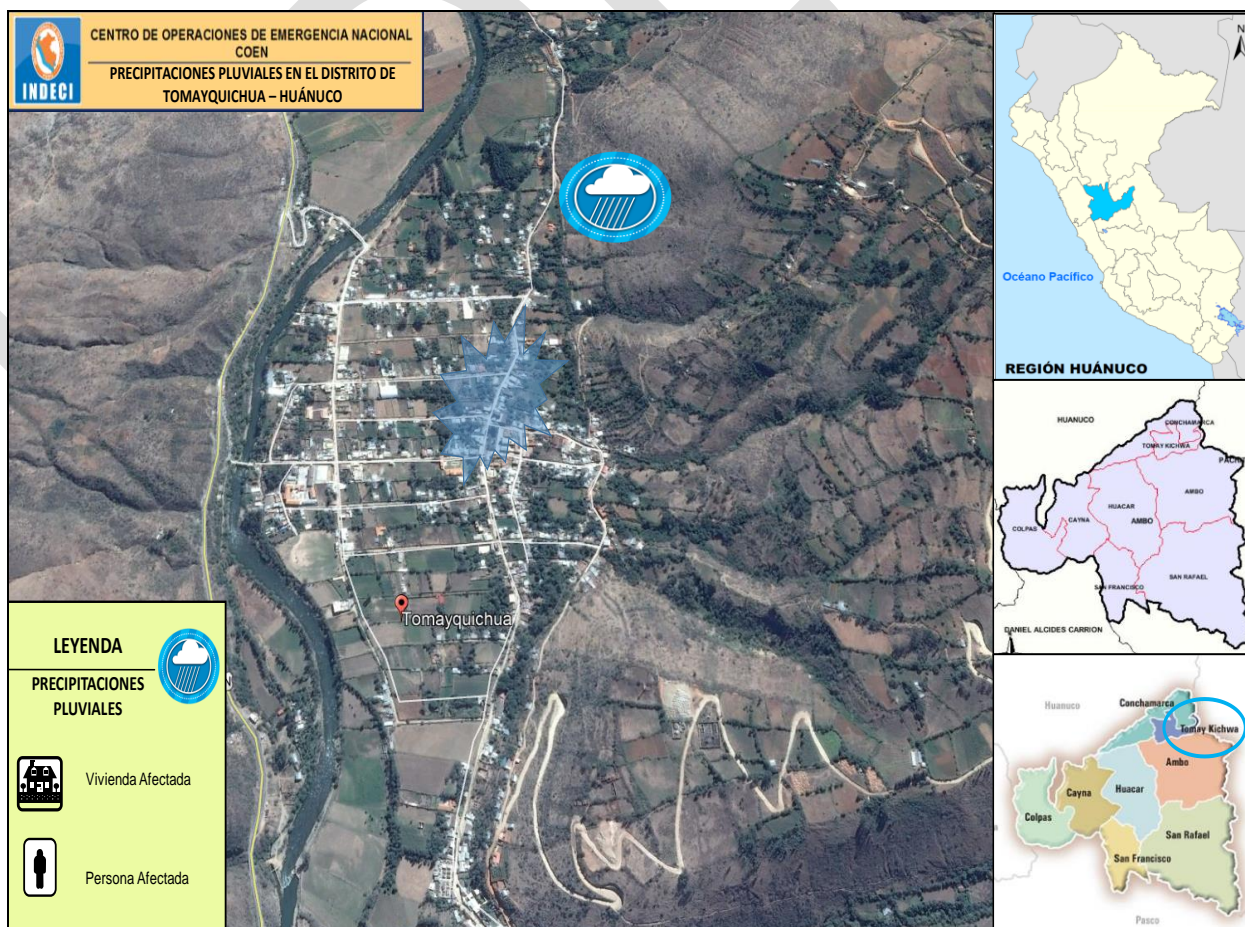 INDECI
CENTRO DE OPERACIONES DE EMERGENCIA NACIONAL
COEN
PRECIPITACIONES PLUVIALES EN EL DISTRITO DE
TOMAYQUICHUA – HUÁNUCO
Tomayquichua
LEYENDA
PRECIPITACIONES
PLUVIALES
Vivienda Afectada
Persona Afectada
N
Océano Pacífico
REGIÓN HUÁNUCO
HUANUCO
CONCHAMARCA
TOMAY KICHWA
AMBO
HUACAR
COLPAS
CAYNA
AMBO
SAN RAFAEL
SAN FRANCISCO
DANIEL ALCIDES CARRION
Huanuco
Conchamarca
Tomay Kichwa
Ambo
Huacar
Cayna
Colpas
San Rafael
San Francisco
Pasco